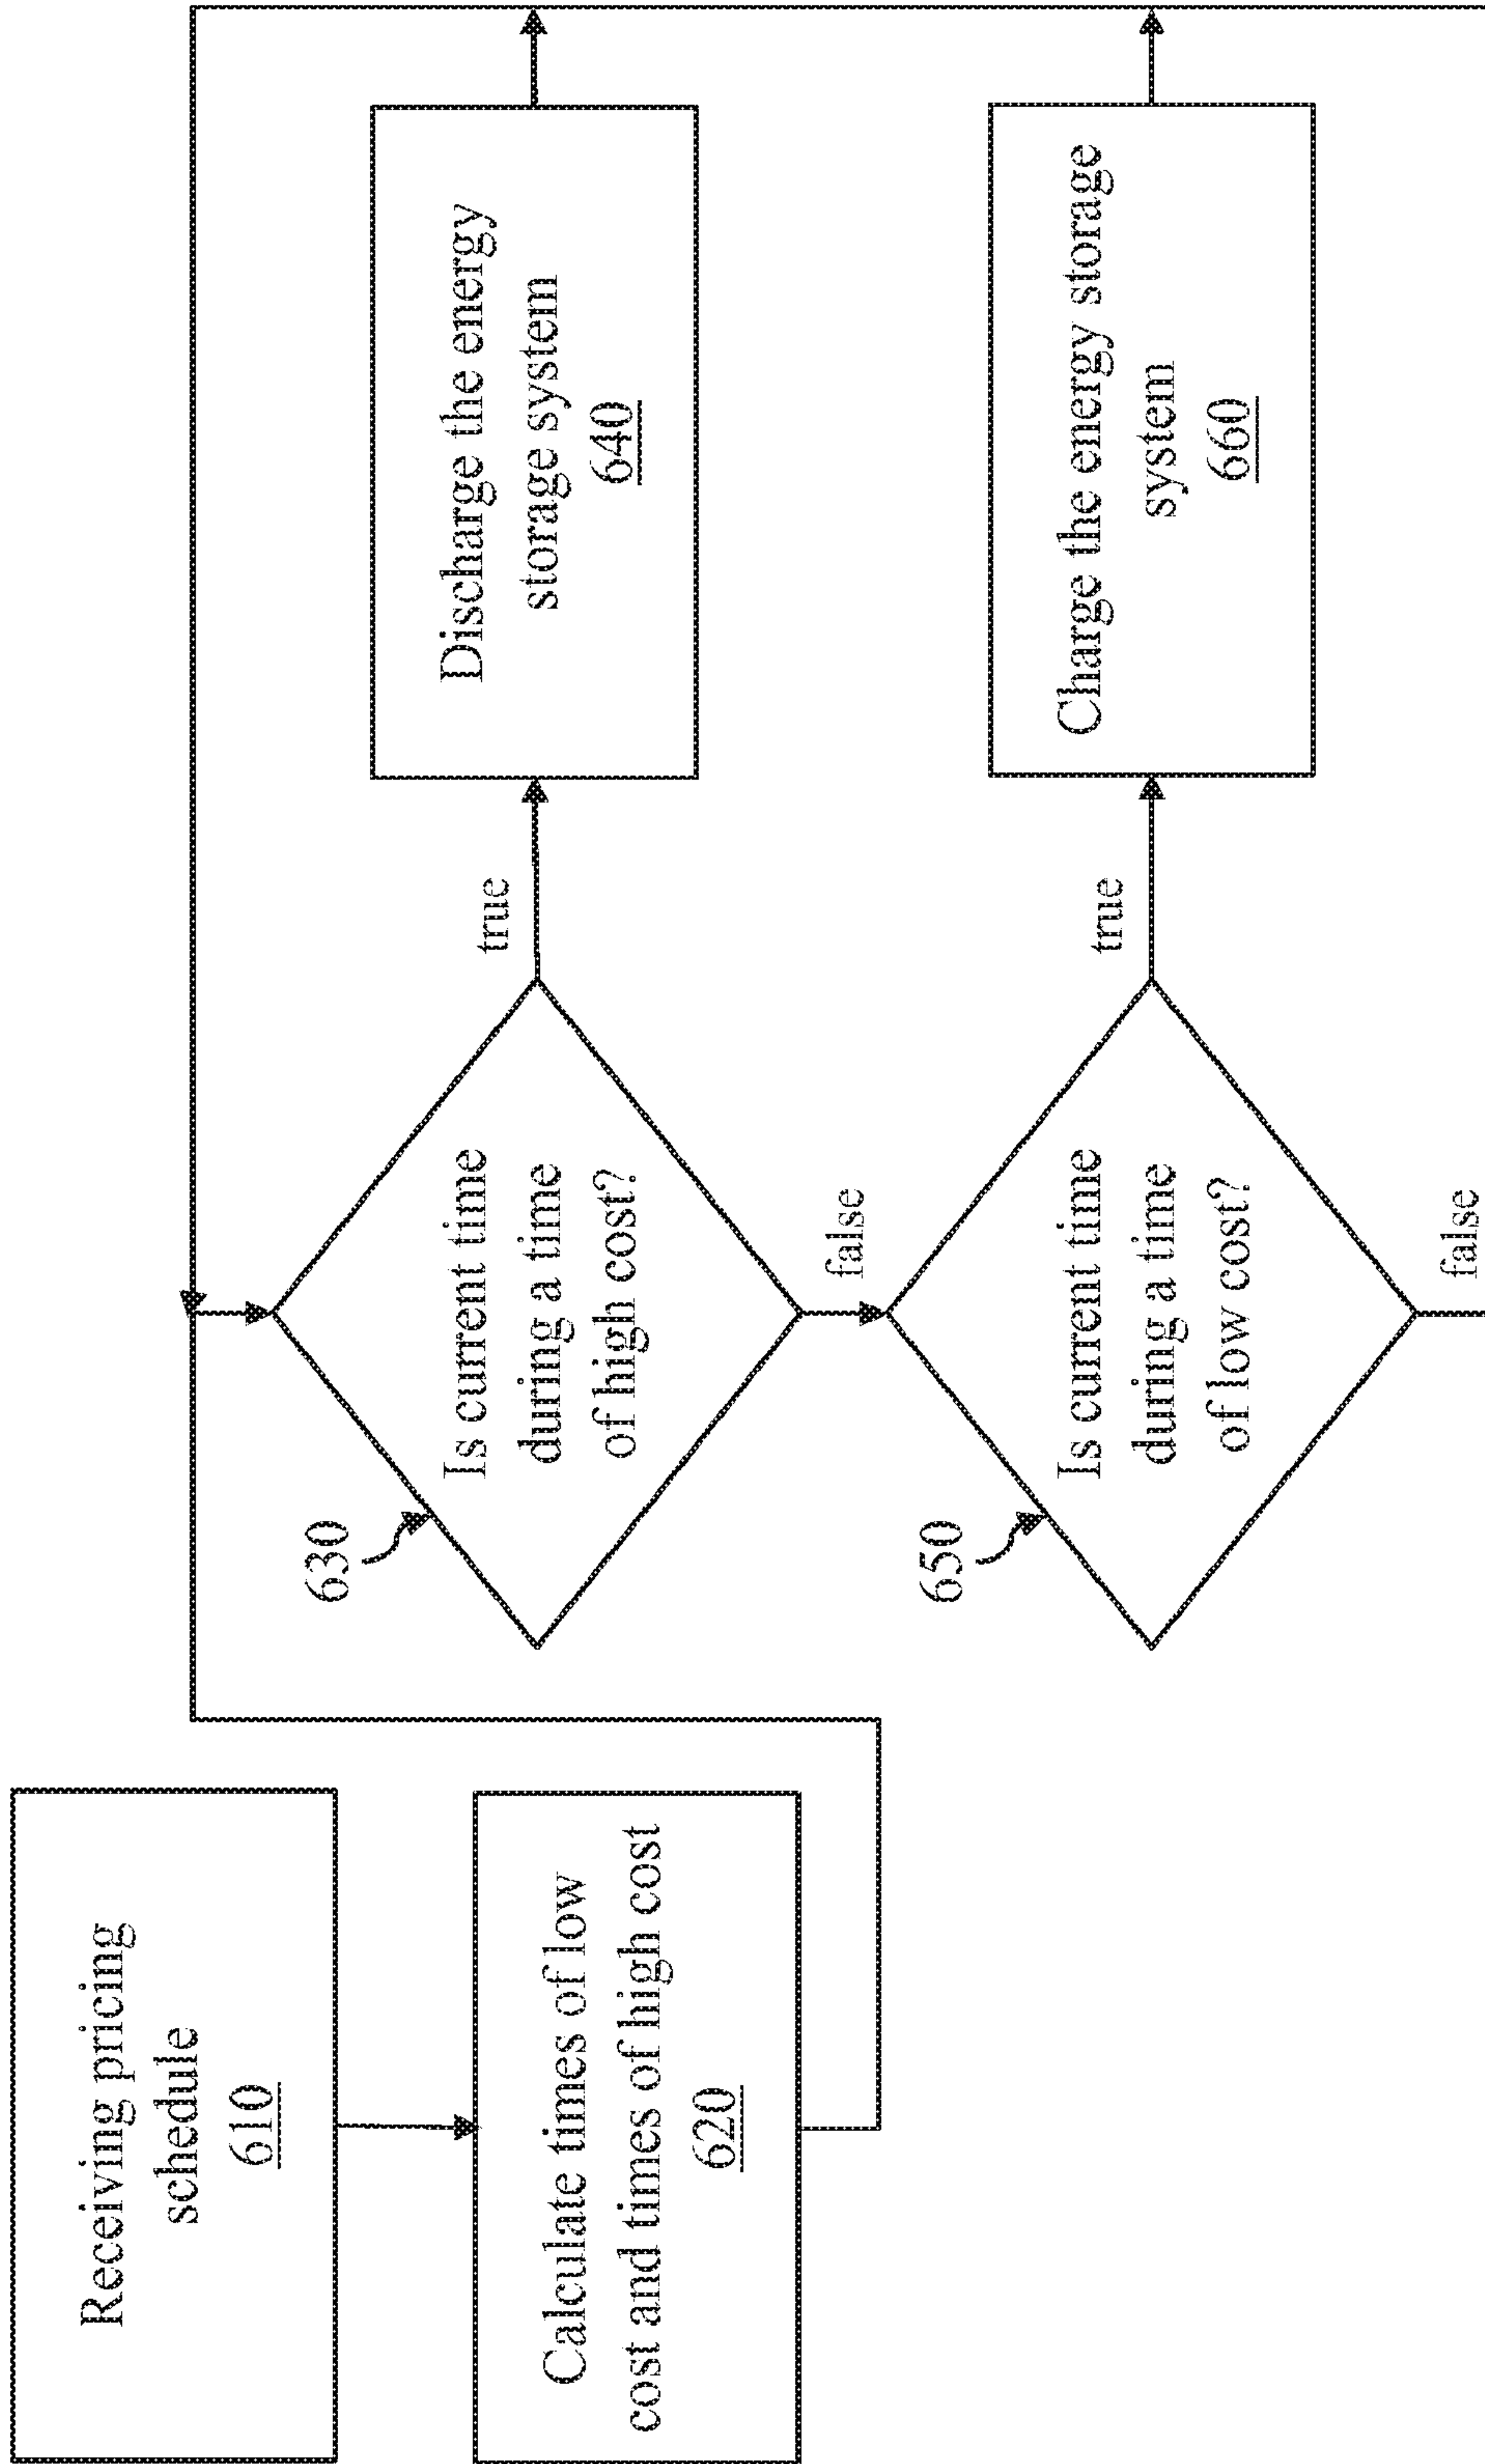 Receiving pricing
schedule
610
Calculate times of low
cost and times of high cost
620
630
Is current time
during a time
of high cost?
true
false
Discharge the energy
storage system
640
650
Is current time
during a time
of low cost?
true
false
Charge the energy storage
system
660